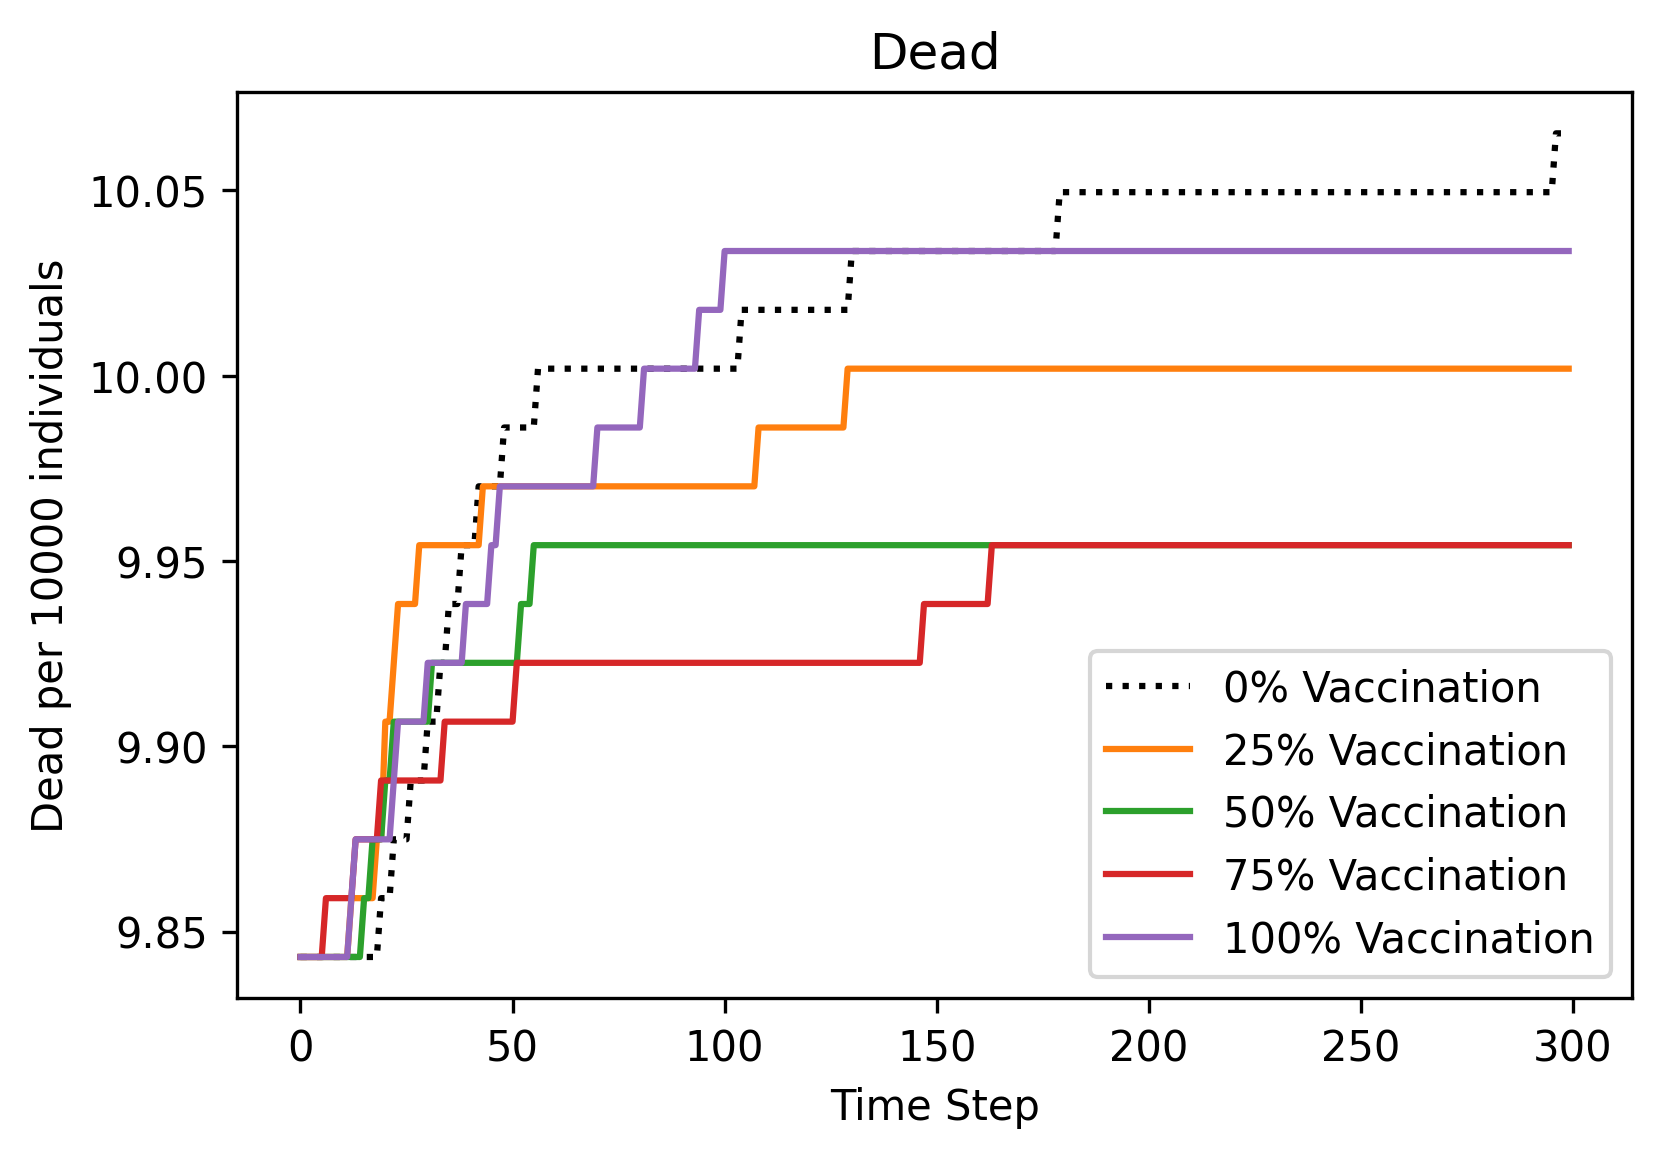 Dead
Dead per 10000 individuals
10.05
10.00
9.95
9.90
9.85
0% Vaccination
25% Vaccination
50% Vaccination
75% Vaccination
100% Vaccination
0 50 100 150 200 250 300
Time Step